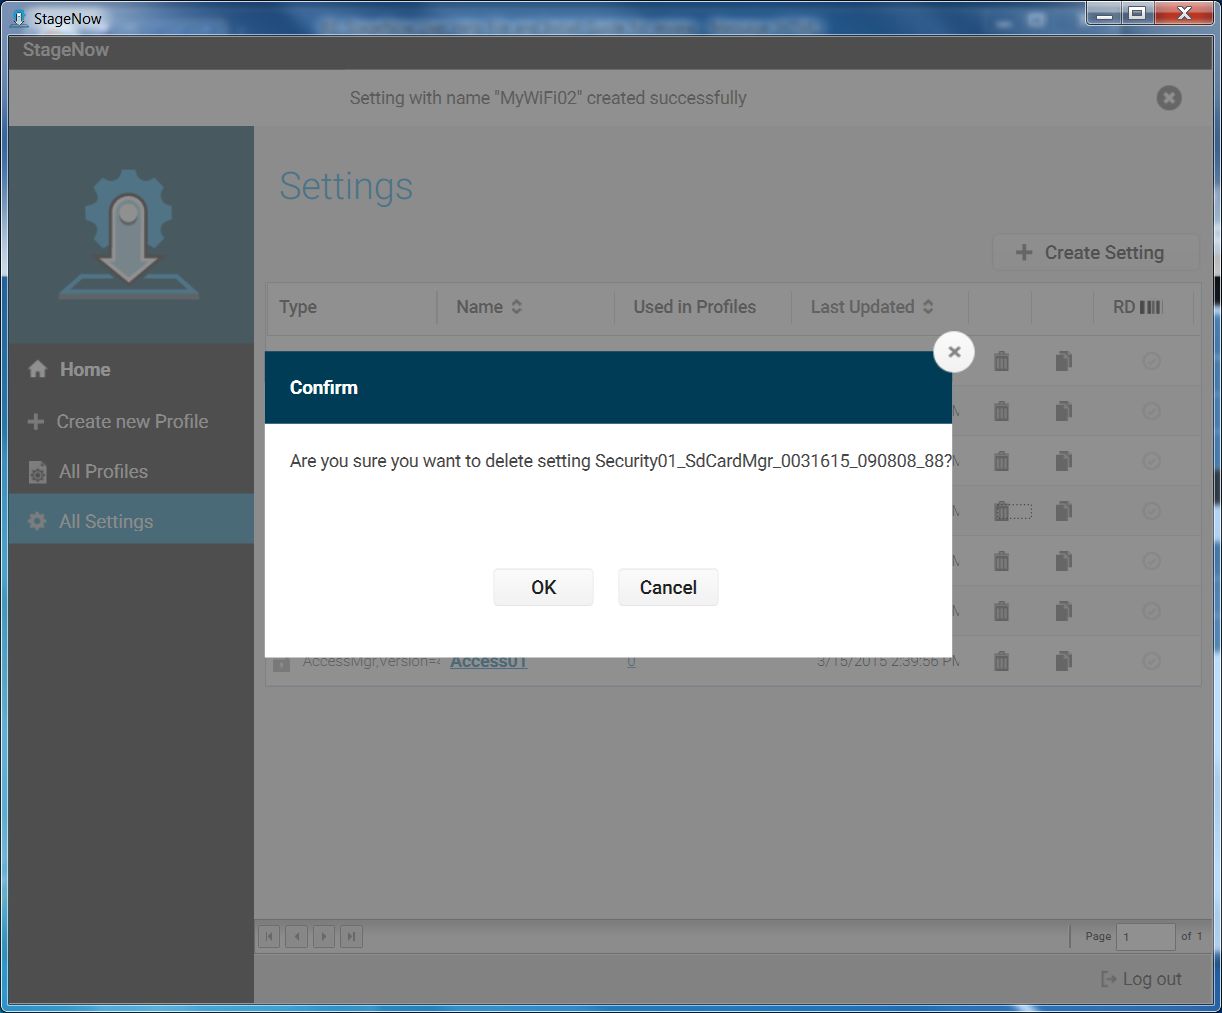 StageNow
StageNow
Setting with name "MyWiFi02" created successfully
Settings
Create Setting
Type Name Used in Profiles Last Updated RD
Home
Create new Profile
All Profiles
All Settings
Confirm
Are you sure you want to delete setting Security01_SdCardMgr_0031615_090808_88?
OK Cancel
AccessMgr,Version=4 Access01 0 3/15/2015 2:39:56 PM
Page 1 of 1
Log out